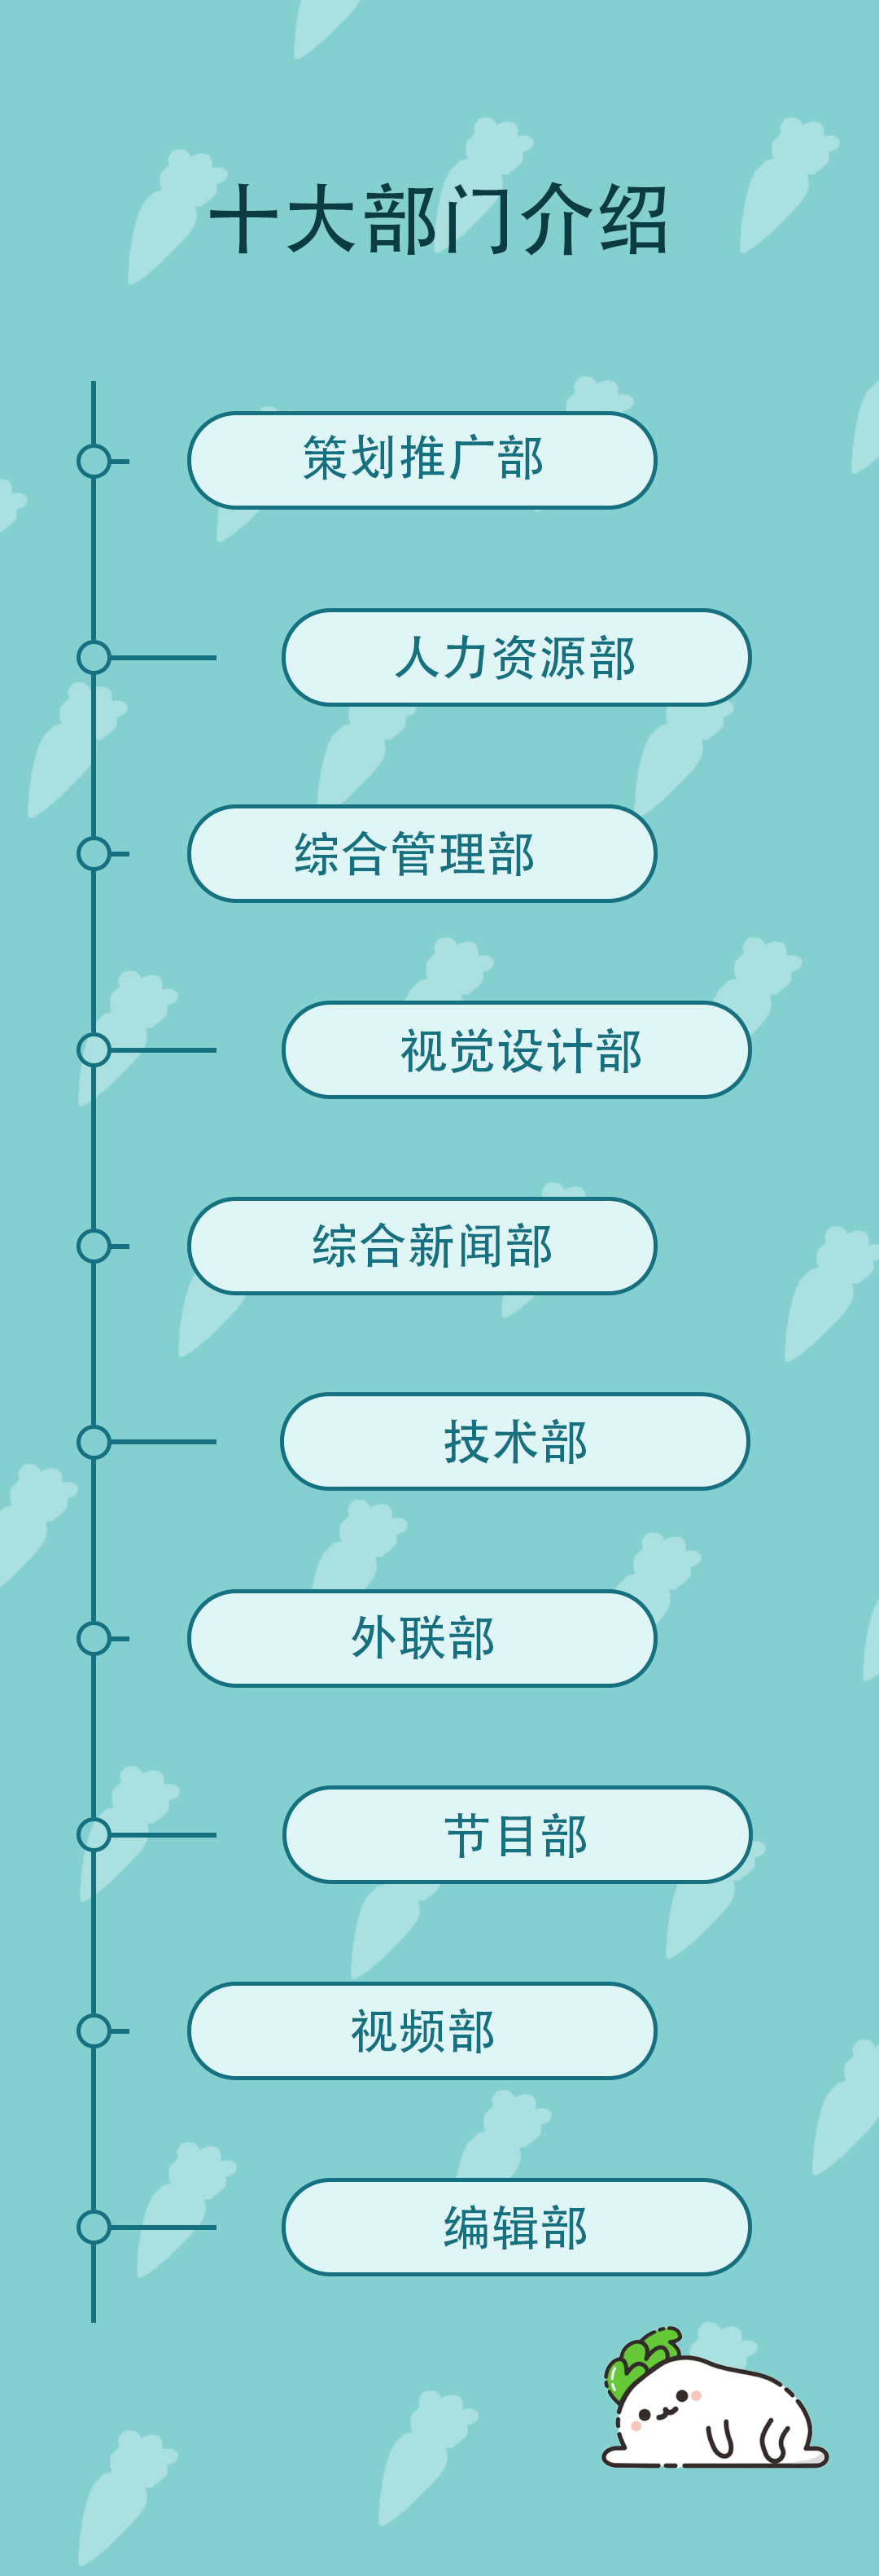 十大部门介绍
策划推广部
人力资源部
综合管理部
视觉设计部
综合新闻部
技术部
外联部
节目部
视频部
编辑部